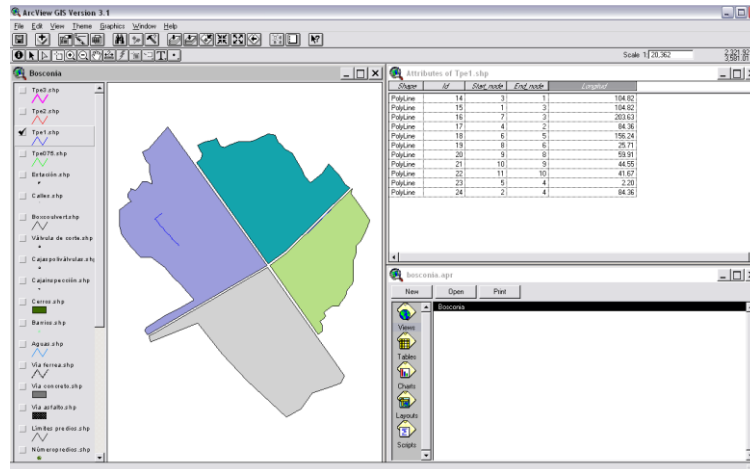 ArcView GIS Version 3.1
File Edit View Theme Graphics Window Help
Scale 1: 20,362
2,321.92
3,581.01
Bosconia
Tpe3.shp
Tpe2.shp
Tpe1.shp
Tpe075.shp
Estación.shp
Calles.shp
Boxcoulvert.shp
Válvula de corte.shp
Cajaspoliválvulas.shp
Cajainspección.shp
Cerros.shp
Barrios.shp
Aguas.shp
Via ferrea.shp
Via concreto.shp
Via asfalto.shp
Límites predios.shp
Númeropredios.shp
Attributes of Tpe1.shp
Shape Id Start_node End_node Longitud
PolyLine 14 3 1 104.82
PolyLine 15 1 3 104.82
PolyLine 16 7 3 203.63
PolyLine 17 4 2 84.36
PolyLine 18 6 5 156.24
PolyLine 19 8 6 25.71
PolyLine 20 9 8 59.91
PolyLine 21 10 9 44.55
PolyLine 22 11 10 41.67
PolyLine 23 5 4 2.20
PolyLine 24 2 4 84.36
bosconia.apr
New Open Print
Bosconia
Views
Tables
Charts
Layouts
Scripts